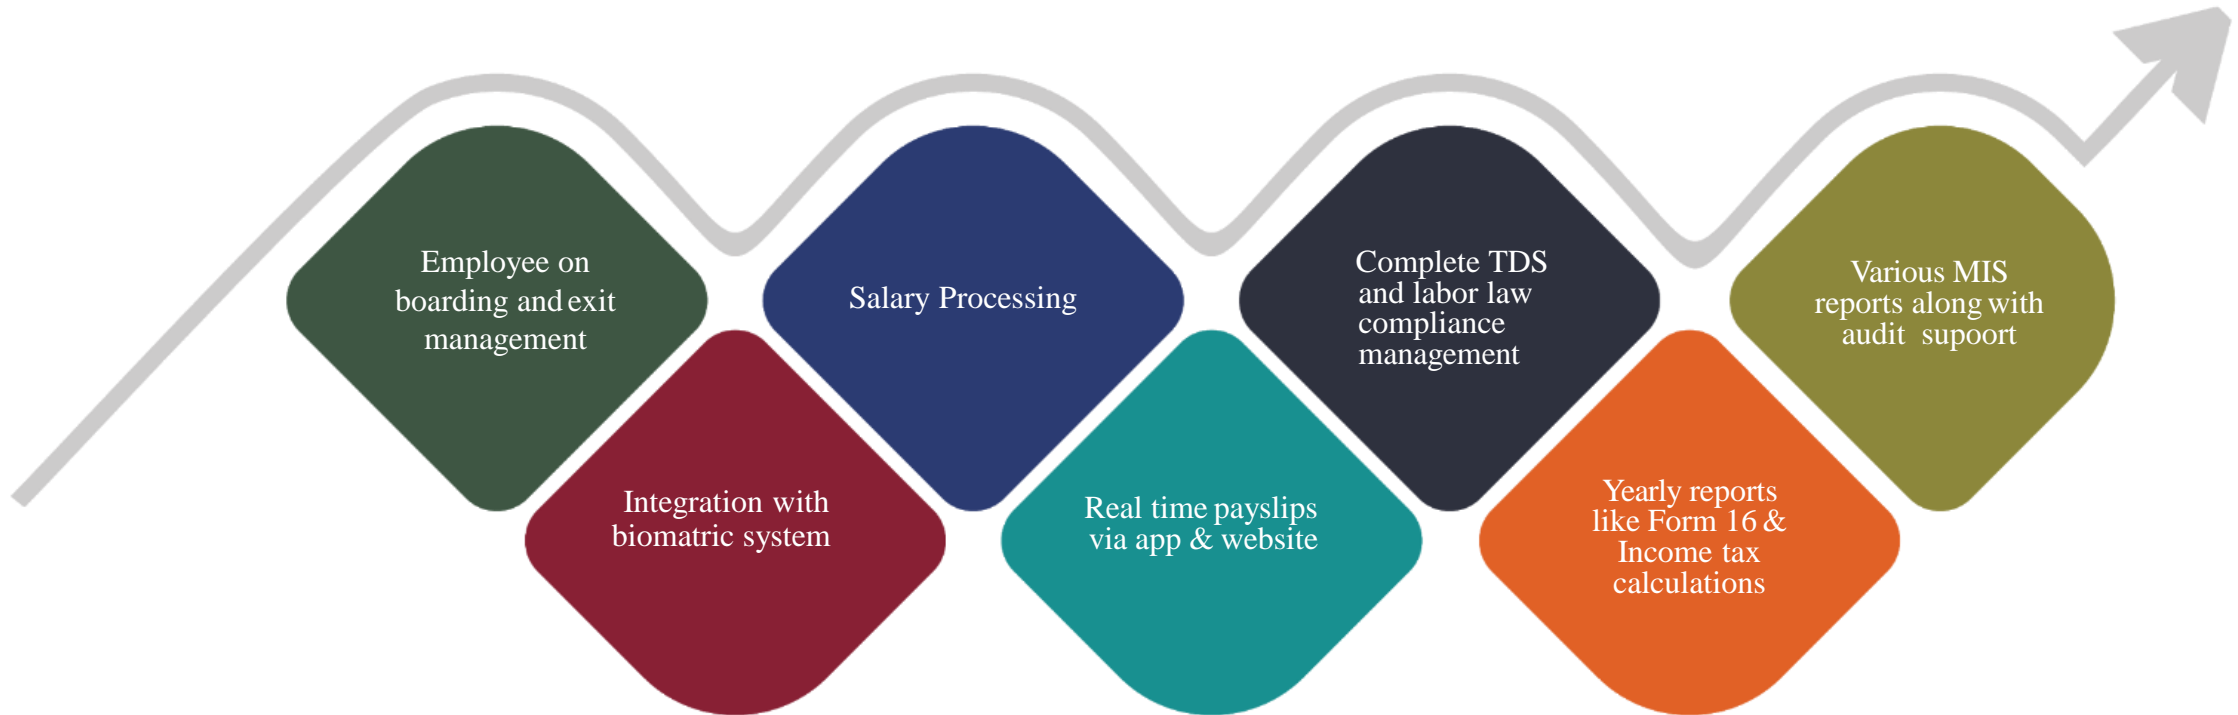 Employee on
boarding and exit
management
Integration with
biomatric system
Salary Processing
Real time payslips
via app & website
Complete TDS
and labor law
compliance
management
Yearly reports
like Form 16 &
Income tax
calculations
Various MIS
reports along with
audit supoort